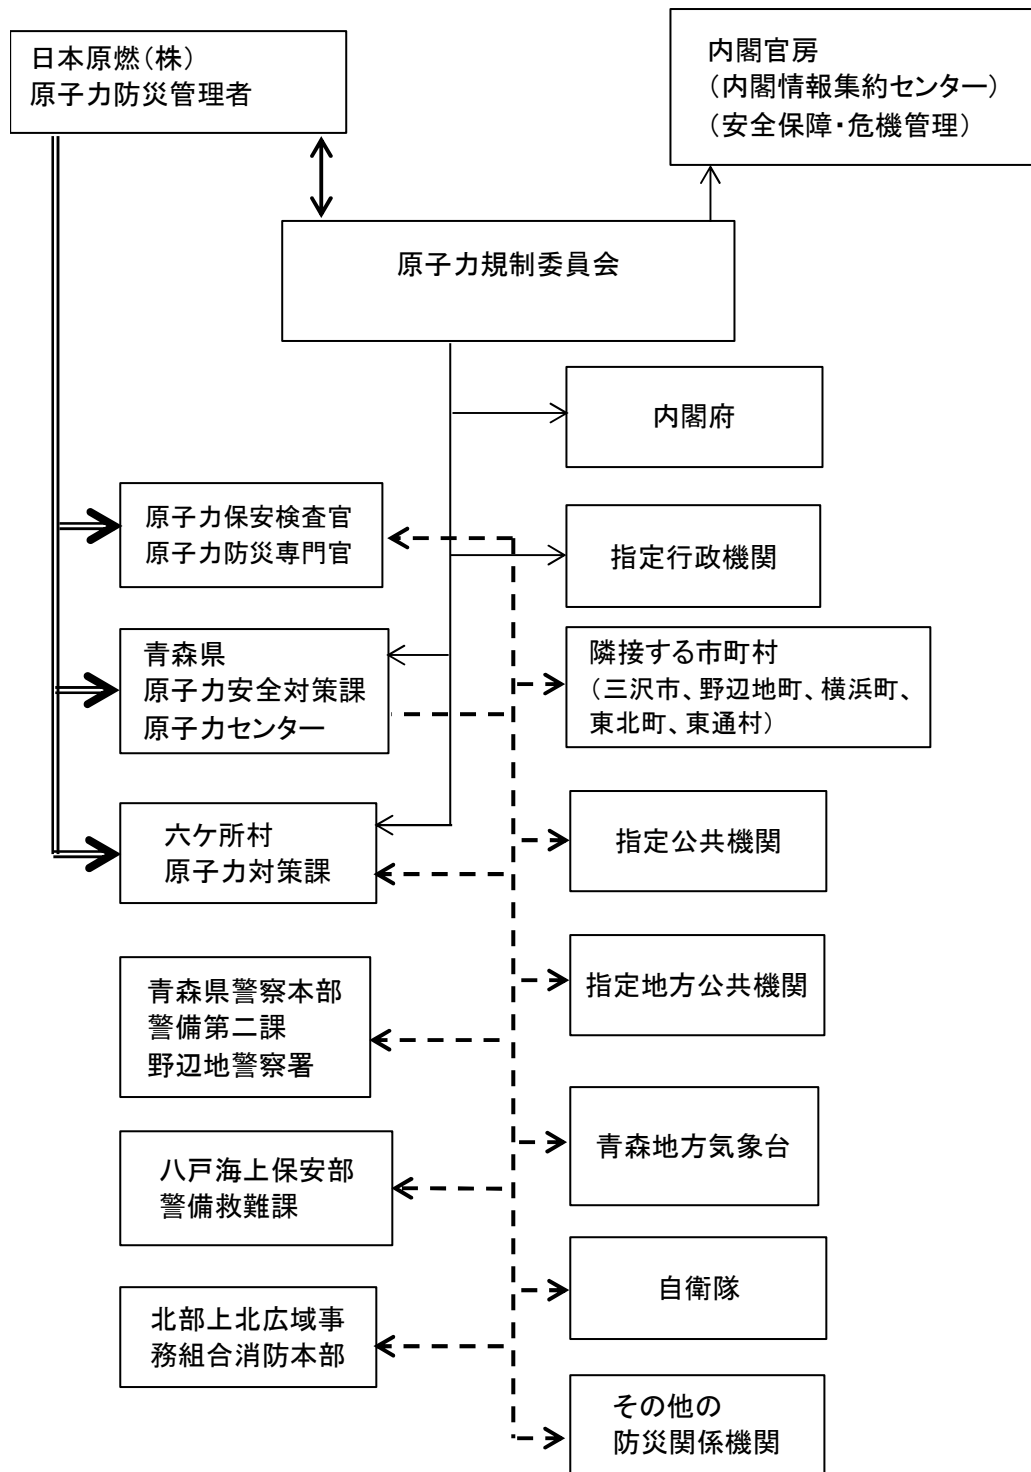 日本原燃（株）
原子力防災管理者
内閣官房
（内閣情報集約センター）
（安全保障・危機管理）
原子力規制委員会
内閣府
原子力保安検査官
原子力防災専門官
指定行政機関
青森県
原子力安全対策課
原子力センター
隣接する市町村
（三沢市、野辺地町、横浜町、
東北町、東通村）
六ケ所村
原子力対策課
指定公共機関
青森県警察本部
警備第二課
野辺地警察署
指定地方公共機関
八戸海上保安部
警備救難課
青森地方気象台
自衛隊
北部上北広域事
務組合消防本部
その他の
防災関係機関